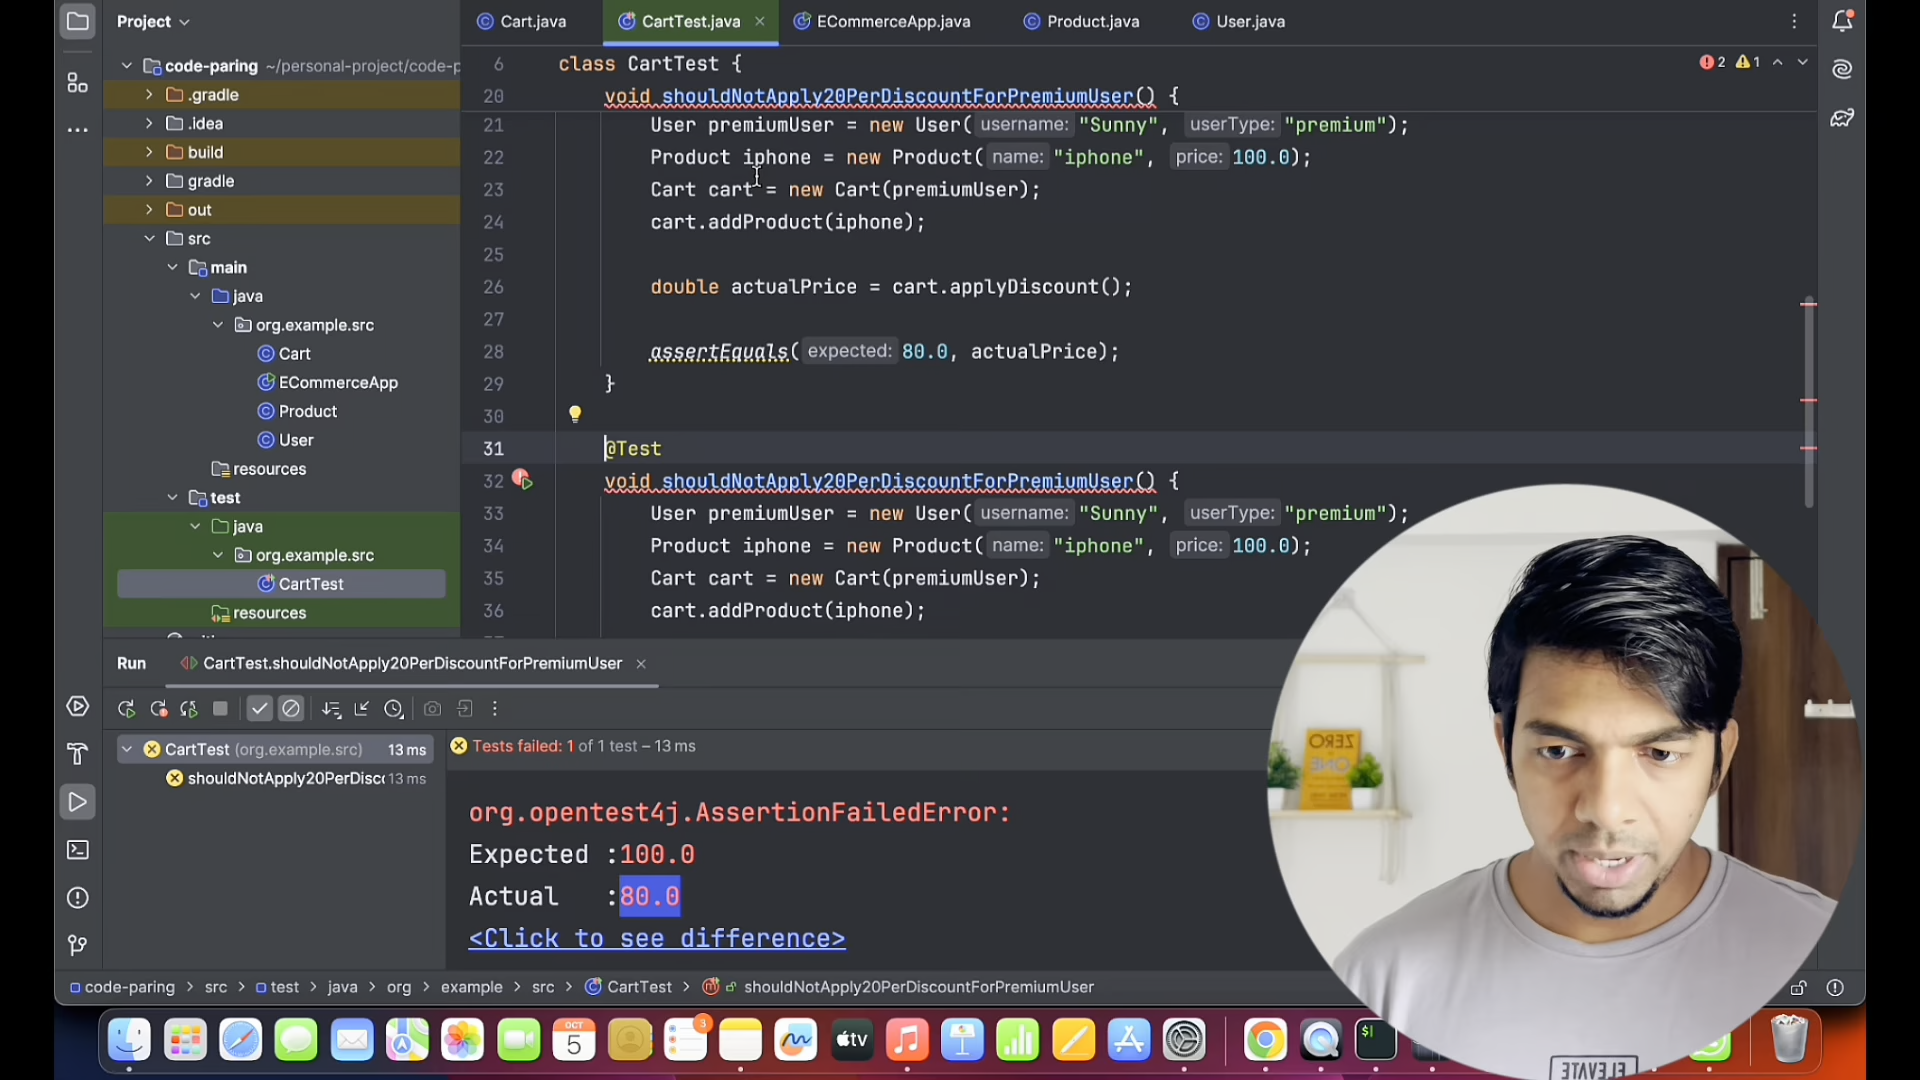 Project
Cart.java
CartTest.java
ECommerceApp.java
Product.java
User.java
code-paring ~/personal-project/code-p
.gradle
.idea
build
gradle
out
src
main
java
org.example.src
Cart
ECommerceApp
Product
User
resources
test
java
org.example.src
CartTest
resources
2 1
6 class CartTest {
20 void shouldNotApply20PerDiscountForPremiumUser() {
21 User premiumUser = new User( username: "Sunny", userType: "premium");
22 Product iphone = new Product( name: "iphone", price: 100.0);
23 Cart cart = new Cart(premiumUser);
24 cart.addProduct(iphone);
25
26 double actualPrice = cart.applyDiscount();
27
28 assertEquals( expected: 80.0, actualPrice);
29 }
30
31 @Test
32 void shouldNotApply20PerDiscountForPremiumUser() {
33 User premiumUser = new User( username: "Sunny", userType: "premium");
34 Product iphone = new Product( name: "iphone", price: 100.0);
35 Cart cart = new Cart(premiumUser);
36 cart.addProduct(iphone);
Run CartTest.shouldNotApply20PerDiscountForPremiumUser
CartTest (org.example.src) 13 ms
shouldNotApply20PerDisc 13 ms
Tests failed: 1 of 1 test – 13 ms
org.opentest4j.AssertionFailedError:
Expected :100.0
Actual :80.0
<Click to see difference>
code-paring > src > test > java > org > example > src > CartTest > shouldNotApply20PerDiscountForPremiumUser
OCT
5
3
tv
$
ZERO
ONE
ELEVATE